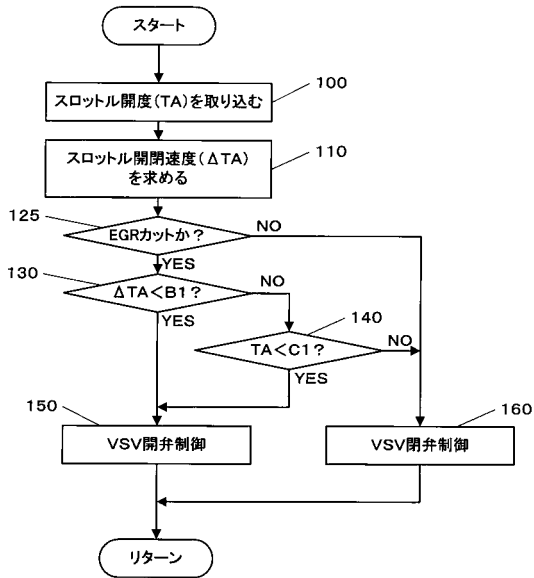 スタート
スロットル開度(TA)を取り込む
100
スロットル開閉速度(ΔTA)
を求める
110
125
EGRカットか？
NO
YES
130
ΔTA<B1?
NO
YES
140
TA<C1?
NO
YES
150
VSV開弁制御
160
VSV閉弁制御
リターン